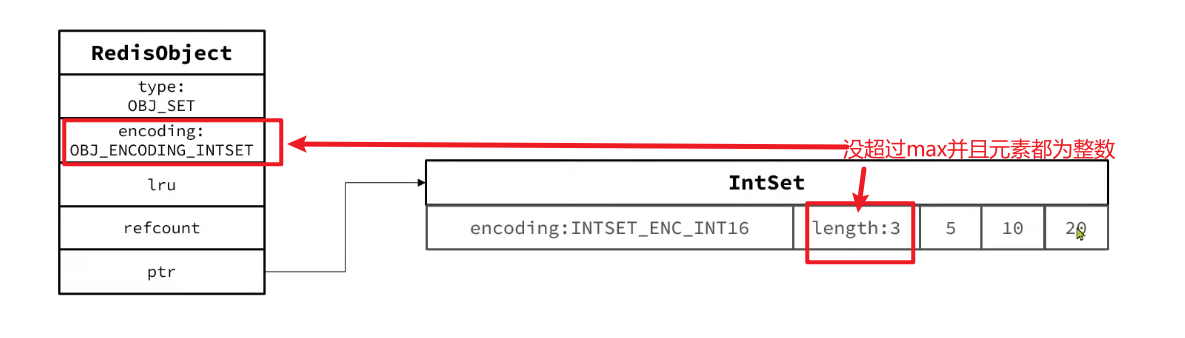 RedisObject
type:
OBJ_SET
encoding:
OBJ_ENCODING_INTSET
lru
refcount
ptr
没超过max并且元素都为整数
IntSet
encoding:INTSET_ENC_INT16
length:3
5
10
20